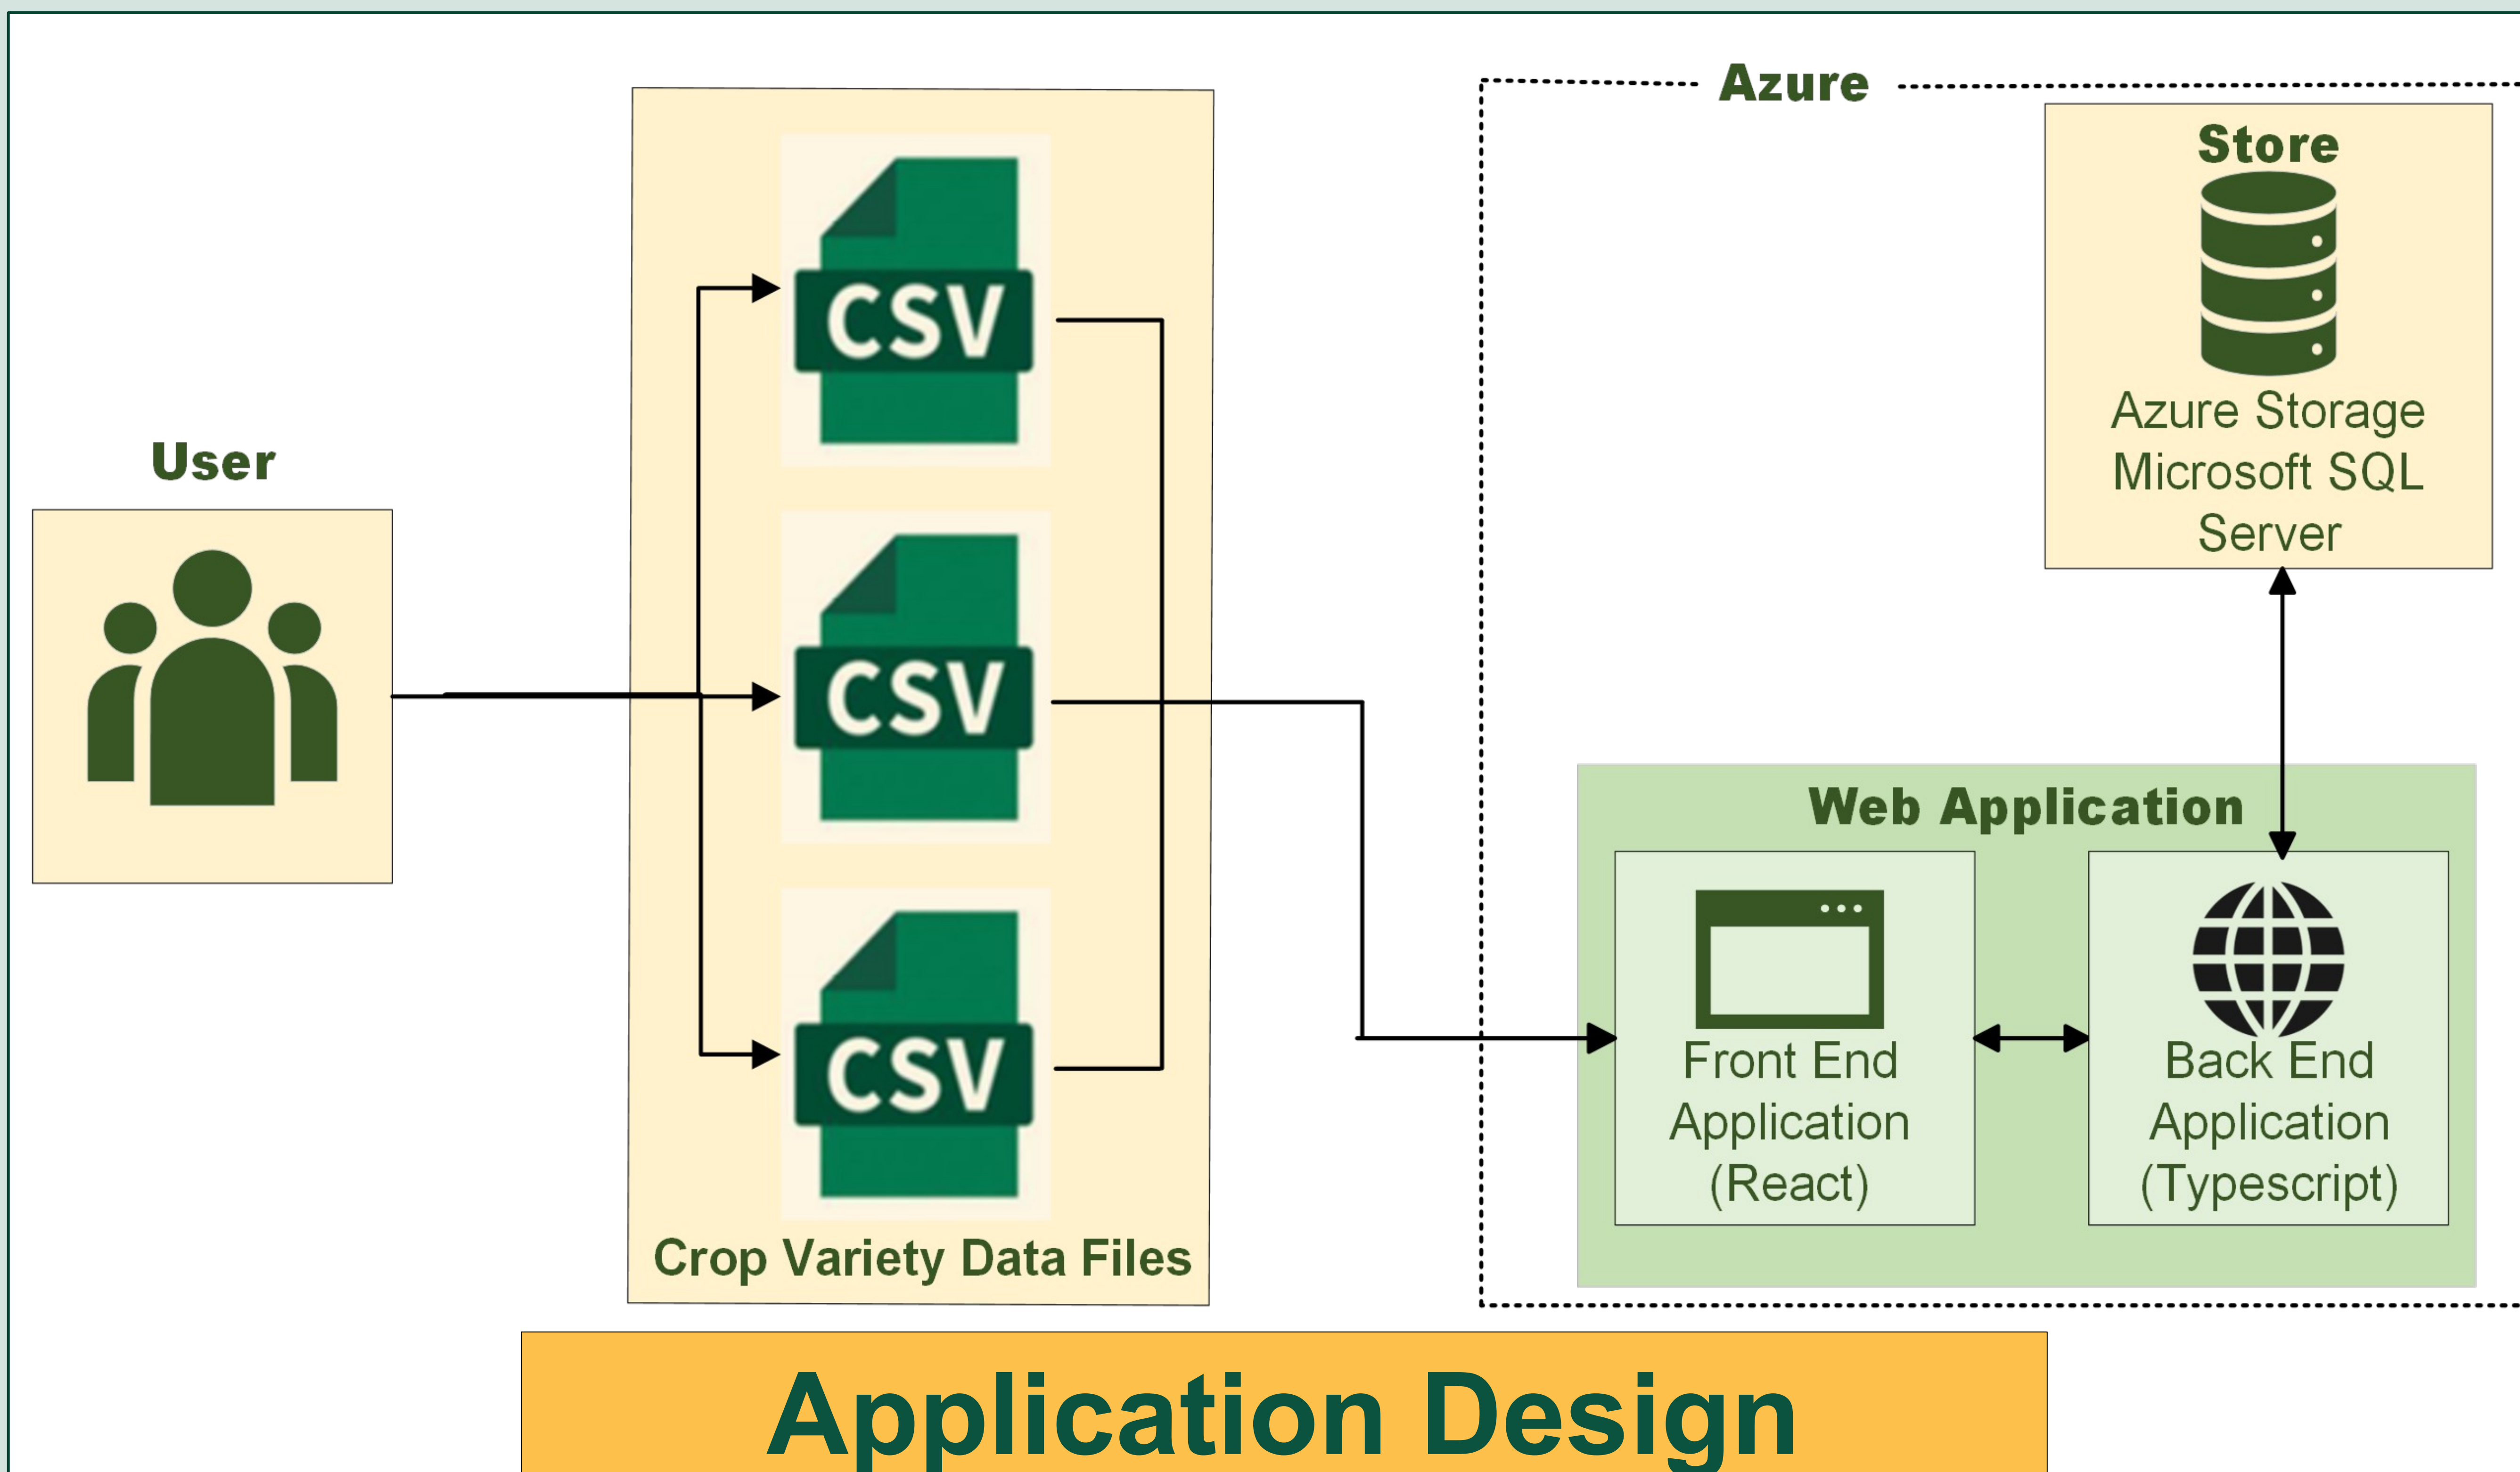 Azure
Store
Azure Storage
Microsoft SQL
Server
User
CSV
CSV
CSV
Crop Variety Data Files
Web Application
Front End
Application
(React)
Back End
Application
(Typescript)
Application Design